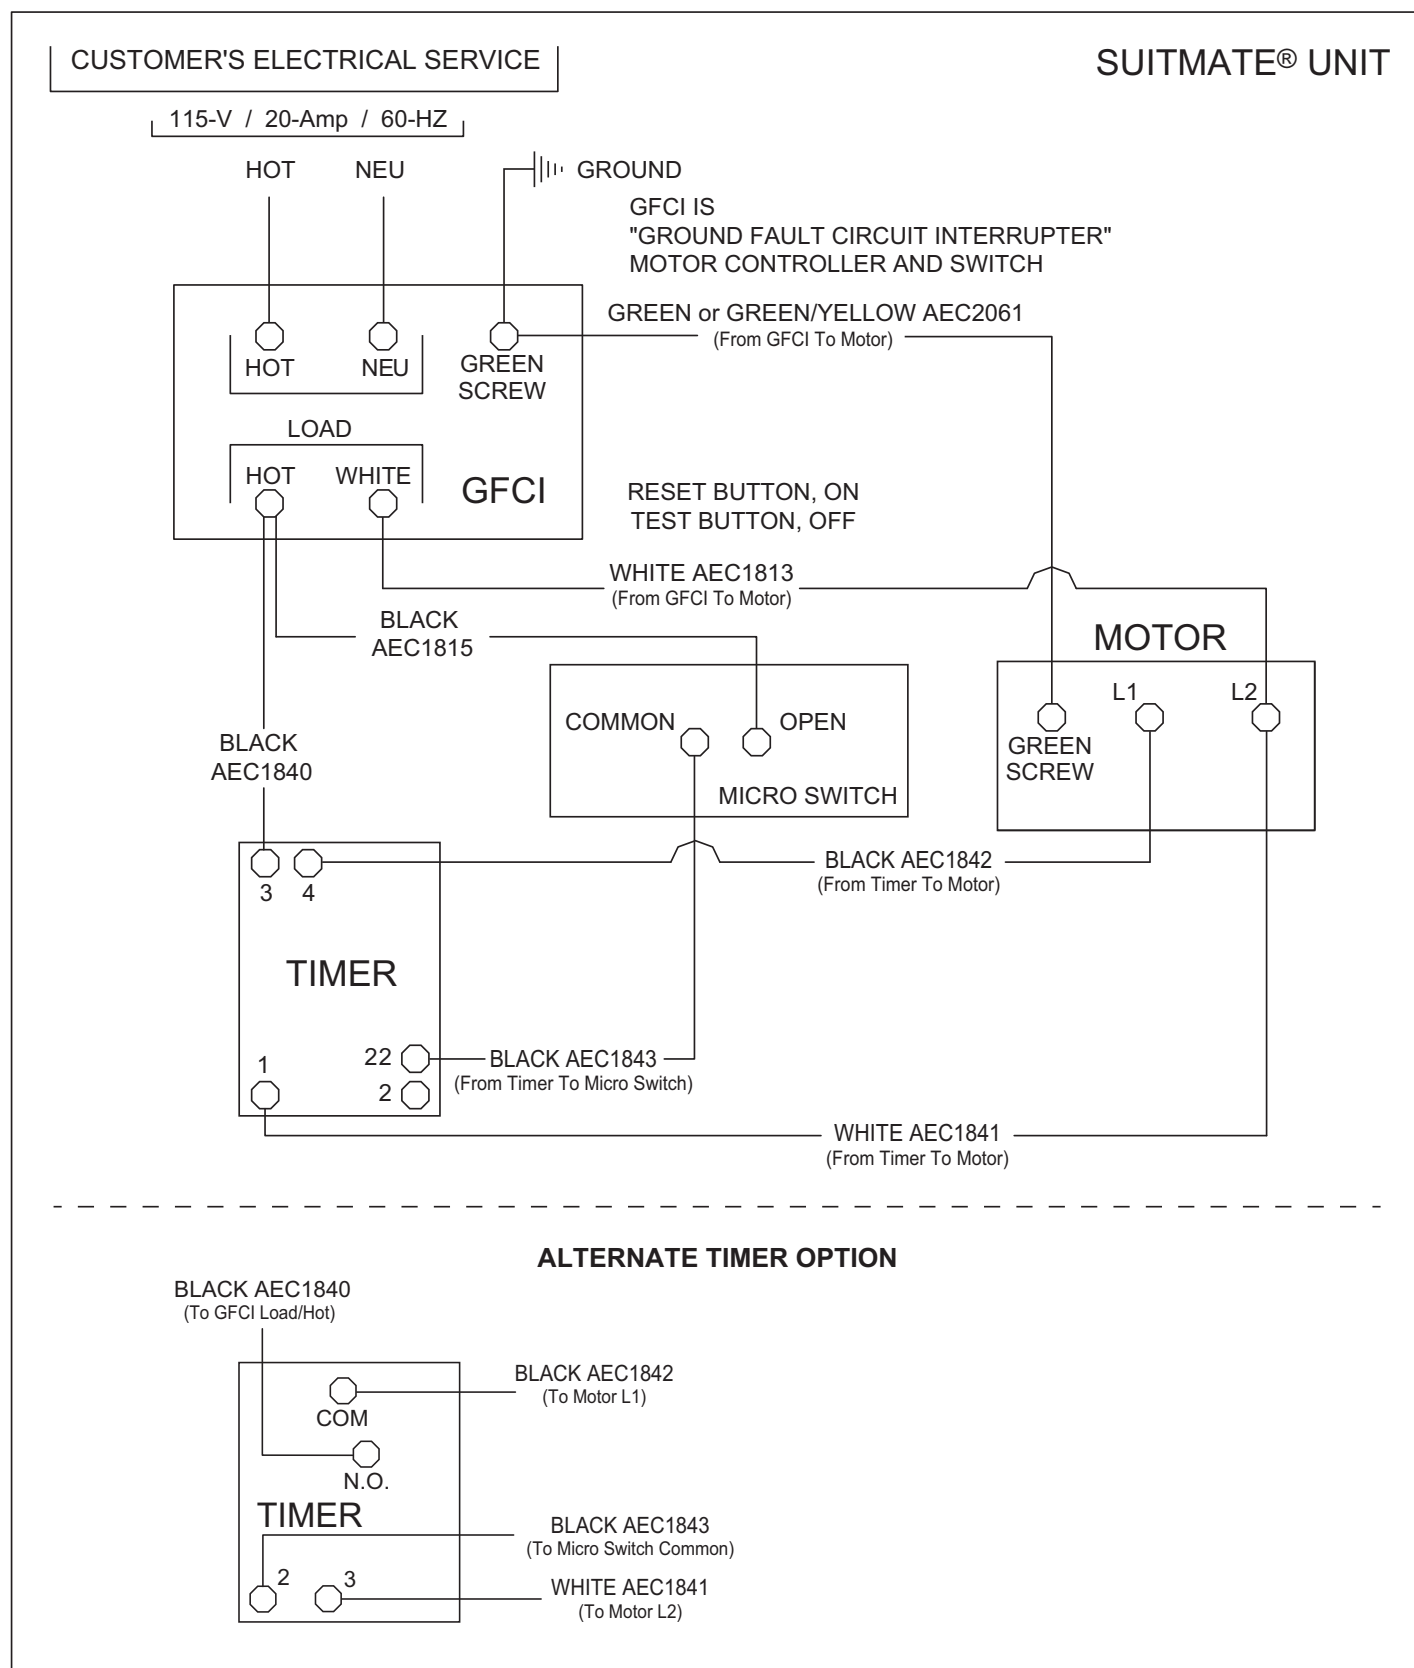 CUSTOMER'S ELECTRICAL SERVICE
SUITMATE® UNIT
115-V / 20-Amp / 60-HZ
HOT
NEU
GROUND
GFCI IS
"GROUND FAULT CIRCUIT INTERRUPTER"
MOTOR CONTROLLER AND SWITCH
GREEN or GREEN/YELLOW AEC2061
(From GFCI To Motor)
HOT
NEU
GREEN
SCREW
LOAD
HOT
WHITE
GFCI
RESET BUTTON, ON
TEST BUTTON, OFF
WHITE AEC1813
(From GFCI To Motor)
BLACK
AEC1815
MOTOR
L1
L2
GREEN
SCREW
COMMON
OPEN
MICRO SWITCH
BLACK
AEC1840
3
4
BLACK AEC1842
(From Timer To Motor)
TIMER
1
22
2
BLACK AEC1843
(From Timer To Micro Switch)
WHITE AEC1841
(From Timer To Motor)
ALTERNATE TIMER OPTION
BLACK AEC1840
(To GFCI Load/Hot)
BLACK AEC1842
(To Motor L1)
COM
N.O.
TIMER
BLACK AEC1843
(To Micro Switch Common)
2
3
WHITE AEC1841
(To Motor L2)